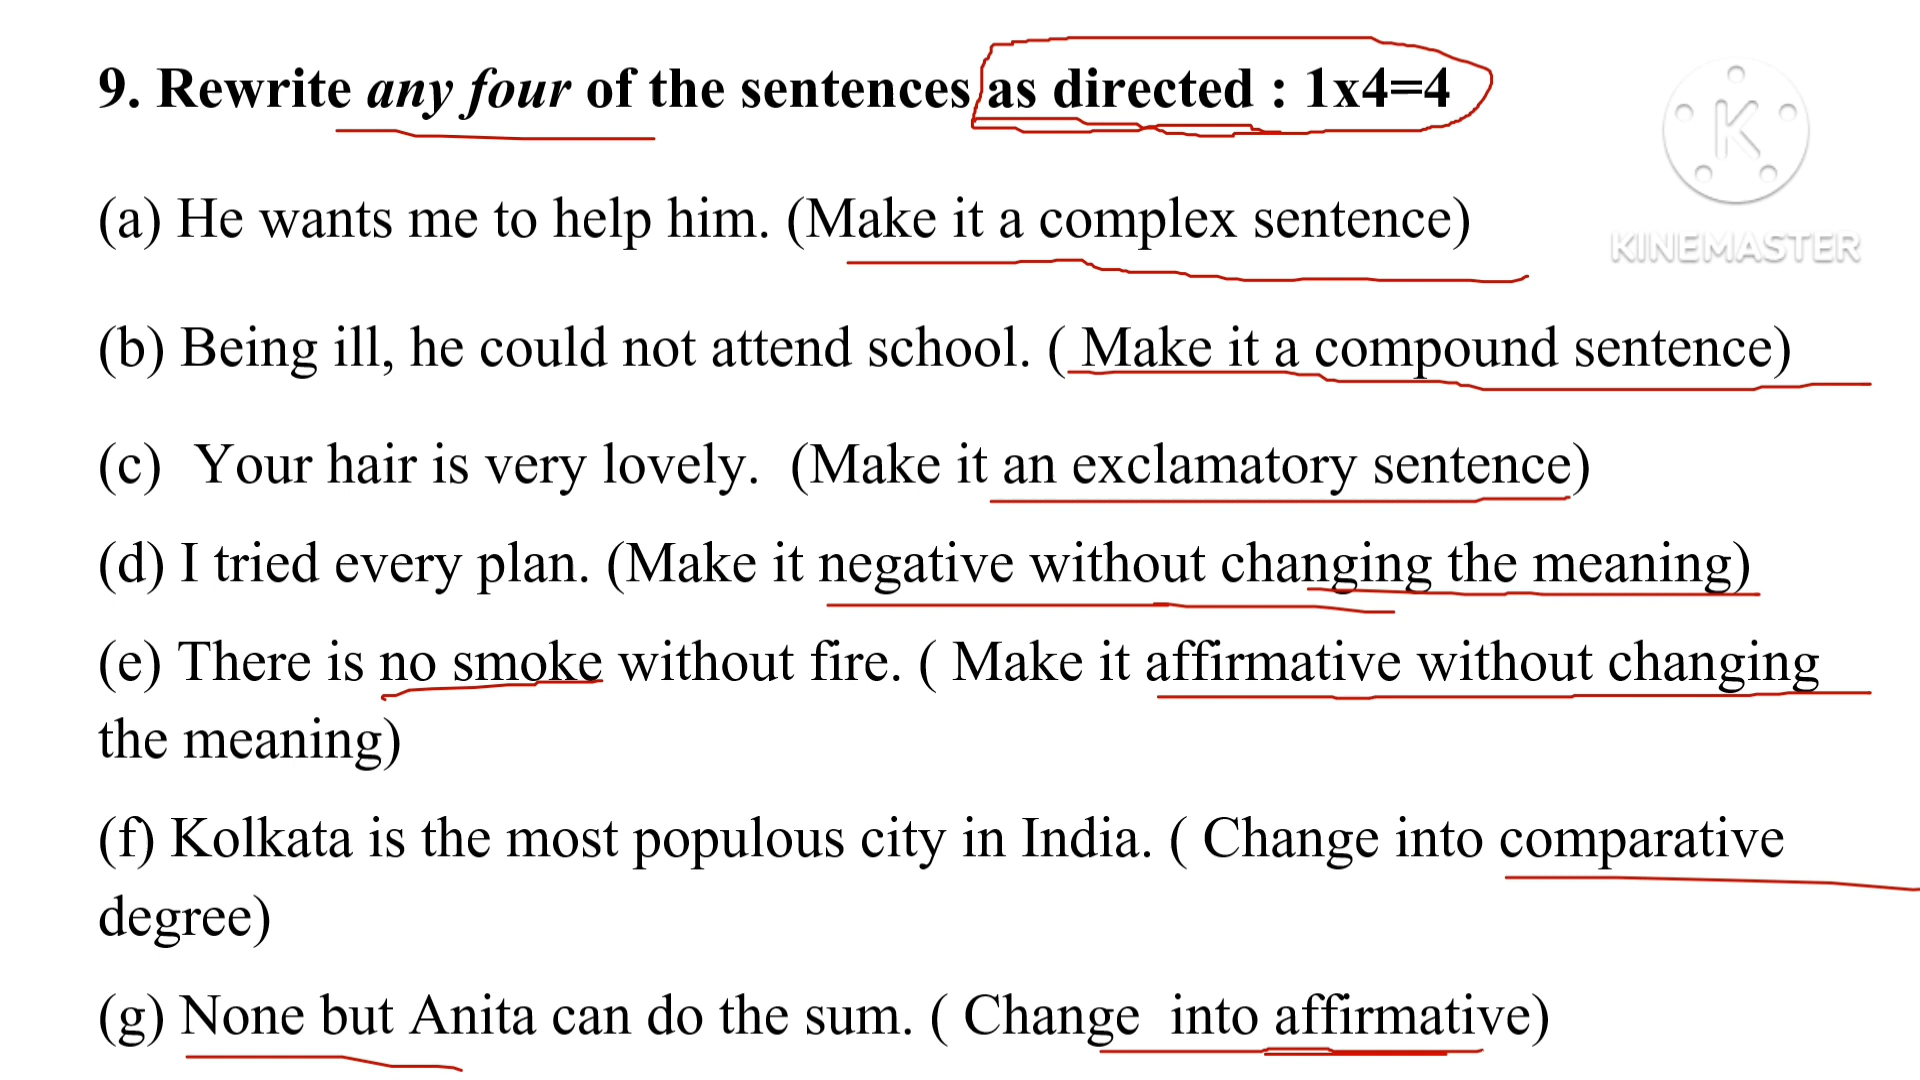 9. Rewrite any four of the sentences as directed : 1x4=4
(a) He wants me to help him. (Make it a complex sentence)
K
KINEMASTER
(b) Being ill, he could not attend school. ( Make it a compound sentence)
(c) Your hair is very lovely. (Make it an exclamatory sentence)
(d) I tried every plan. (Make it negative without changing the meaning)
(e) There is no smoke without fire. ( Make it affirmative without changing
the meaning)
(f) Kolkata is the most populous city in India. ( Change into comparative
degree)
(g) None but Anita can do the sum. ( Change into affirmative)